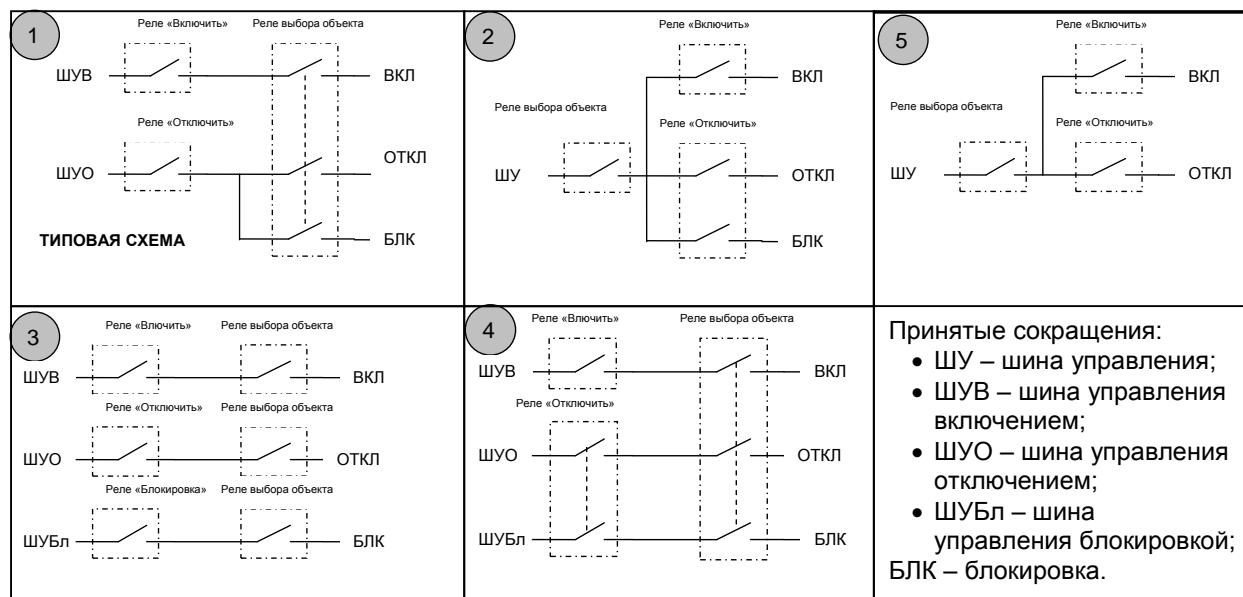 1
Реле «Включить» Реле выбора объекта
ШУВ ВКЛ
Реле «Отключить»
ШУО ОТКЛ
ТИПОВАЯ СХЕМА БЛК
2
Реле «Включить»
ВКЛ
Реле выбора объекта Реле «Отключить»
ШУ ОТКЛ
БЛК
5
Реле «Включить»
ВКЛ
Реле выбора объекта Реле «Отключить»
ШУ ОТКЛ
3
Реле «Влючить» Реле выбора объекта
ШУВ ВКЛ
Реле «Отключить» Реле выбора объекта
ШУО ОТКЛ
Реле «Блокировка» Реле выбора объекта
ШУБл БЛК
4
Реле «Влючить» Реле выбора объекта
ШУВ ВКЛ
Реле «Отключить»
ШУО ОТКЛ
ШУБл БЛК
Принятые сокращения:
• ШУ – шина управления;
• ШУВ – шина управления
включением;
• ШУО – шина управления
отключением;
• ШУБл – шина
управления блокировкой;
БЛК – блокировка.